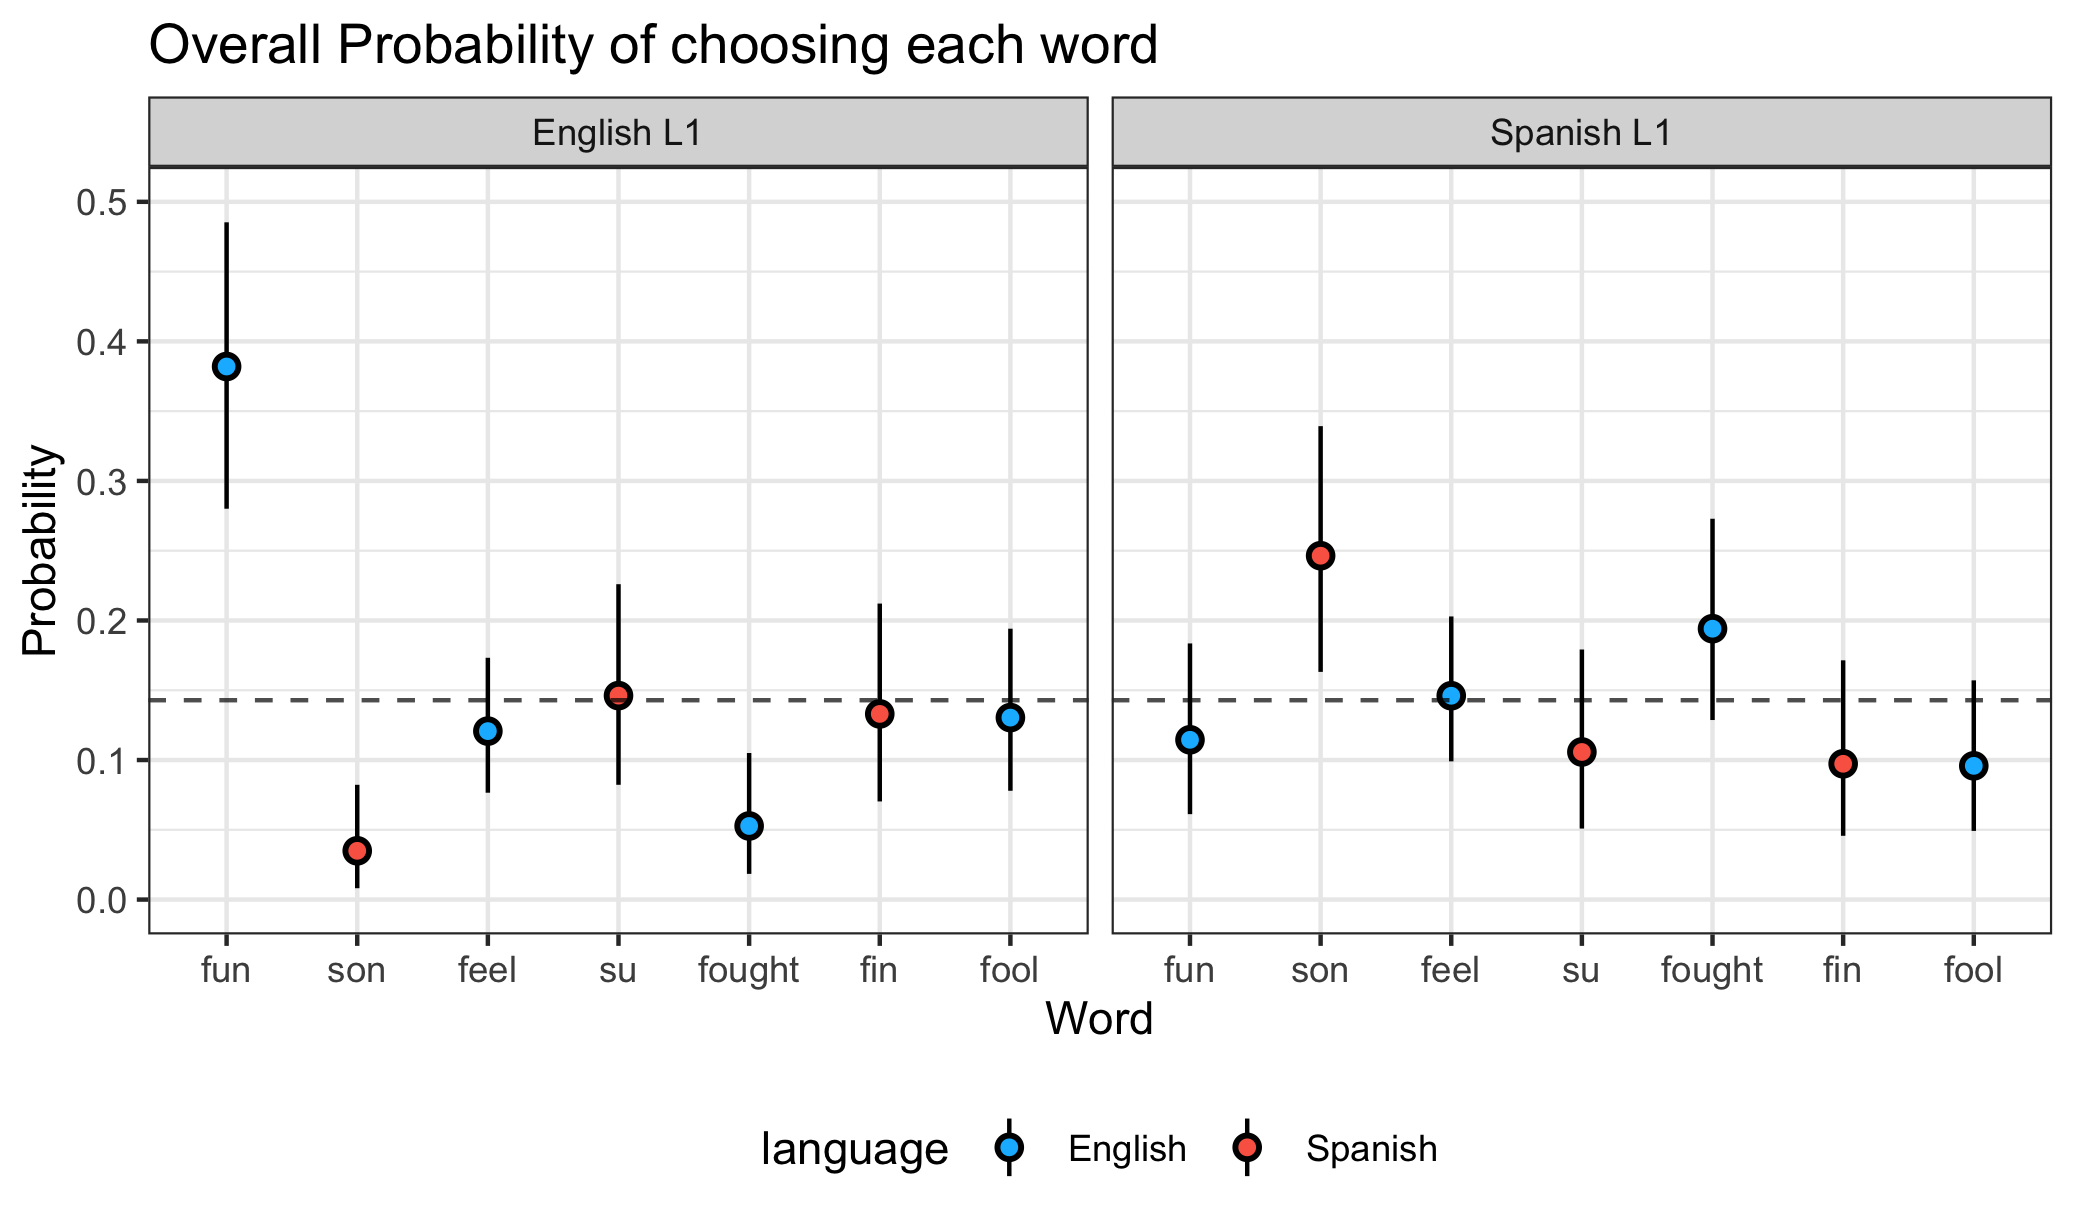 Overall Probability of choosing each word
English L1
Spanish L1
Probability
0.5
0.4
0.3
0.2
0.1
0.0
fun son feel su fought fin fool
fun son feel su fought fin fool
Word
language English Spanish